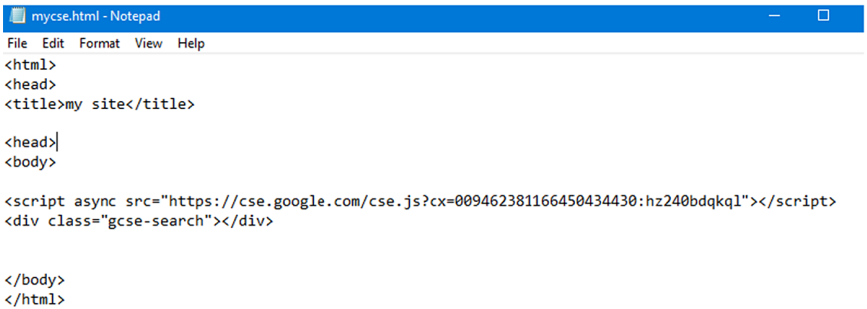 mycse.html - Notepad
File Edit Format View Help
<html>
<head>
<title>my site</title>
<head>
<body>
<script async src="https://cse.google.com/cse.js?cx=009462381166450434430:hz240bdqkql"></script>
<div class="gcse-search"></div>
</body>
</html>